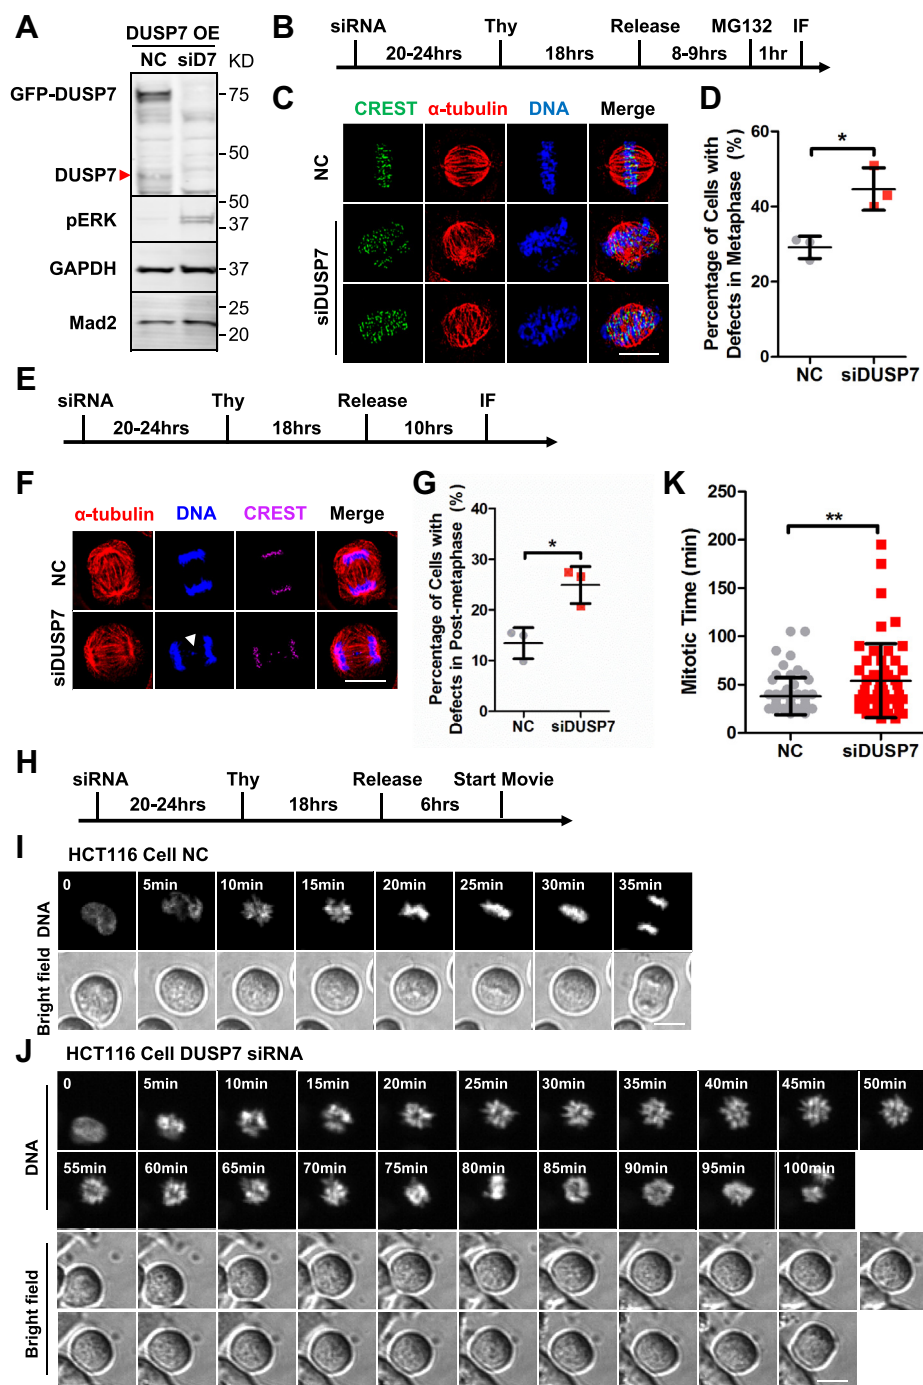 A
DUSP7 OE
NC siD7 KD
GFP-DUSP7
75
50
DUSP7
50
pERK
37
GAPDH
37
25
Mad2
20
B
siRNA Thy Release MG132 IF
20-24hrs 18hrs 8-9hrs 1hr
C
CREST α-tubulin DNA Merge
NC
siDUSP7
D
Percentage of Cells with
Defects in Metaphase (%)
60
40
20
0
*
NC siDUSP7
E
siRNA Thy Release IF
20-24hrs 18hrs 10hrs
F
α-tubulin DNA CREST Merge
NC
siDUSP7
G
Percentage of Cells with
Defects in Post-metaphase (%)
40
30
20
10
0
*
NC siDUSP7
K
Mitotic Time (min)
250
200
150
100
50
0
**
NC siDUSP7
H
siRNA Thy Release Start Movie
20-24hrs 18hrs 6hrs
I
HCT116 Cell NC
0 5min 10min 15min 20min 25min 30min 35min
DNA
Bright field
J
HCT116 Cell DUSP7 siRNA
0 5min 10min 15min 20min 25min 30min 35min 40min 45min 50min
55min 60min 65min 70min 75min 80min 85min 90min 95min 100min
DNA
Bright field